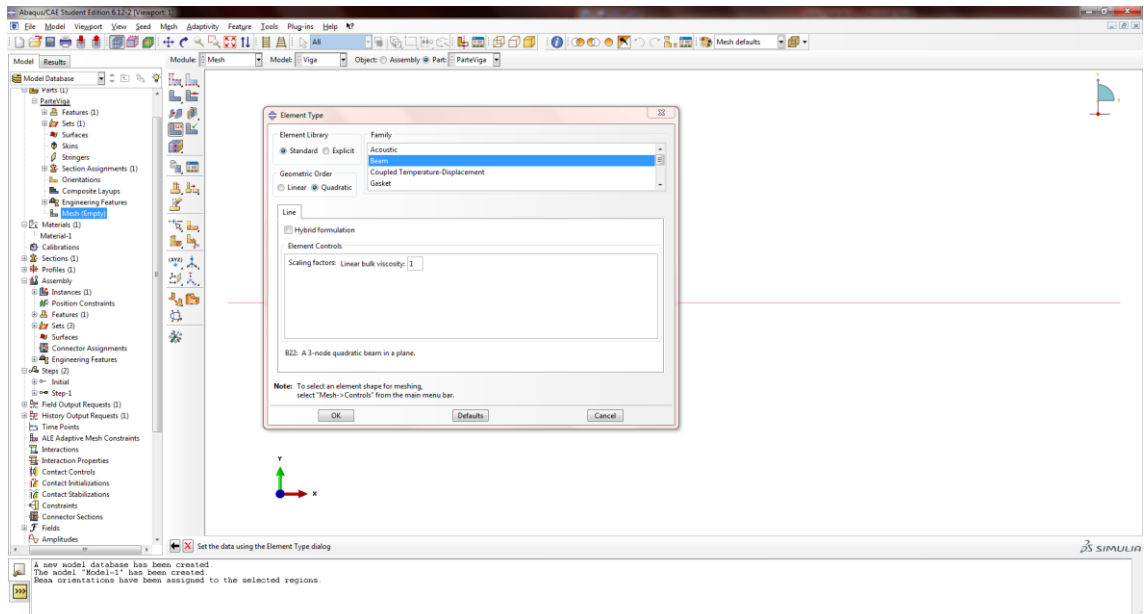 Abaqus/CAE Student Edition 6.12-2 [Viewport: 1]
File Model Viewport View Seed Mesh Adaptivity Feature Tools Plug-ins Help
All
Mesh defaults
Model Results
Module: Mesh Model: Viga Object: Assembly Part: ParteViga
Model Database
Parts (1)
ParteViga
Features (1)
Sets (1)
Surfaces
Skins
Stringers
Section Assignments (1)
Orientations
Composite Layups
Engineering Features
Mesh (Empty)
Materials (1)
Material-1
Calibrations
Sections (1)
Profiles (1)
Assembly
Instances (1)
Position Constraints
Features (1)
Sets (3)
Surfaces
Connector Assignments
Engineering Features
Steps (2)
Initial
Step-1
Field Output Requests (1)
History Output Requests (1)
Time Points
ALE Adaptive Mesh Constraints
Interactions
Interaction Properties
Contact Controls
Contact Initializations
Contact Stabilizations
Constraints
Connector Sections
Fields
Amplitudes
Element Type
Element Library
Standard Explicit
Geometric Order
Linear Quadratic
Family
Acoustic
Beam
Coupled Temperature-Displacement
Gasket
Line
Hybrid formulation
Element Controls
Scaling factors: Linear bulk viscosity: 1
B22: A 3-node quadratic beam in a plane.
Note: To select an element shape for meshing,
select "Mesh->Controls" from the main menu bar.
OK Defaults Cancel
Y
X
Set the data using the Element Type dialog
SIMULIA
A new model database has been created.
The model "Model-1" has been created.
Beam orientations have been assigned to the selected regions.
>>>